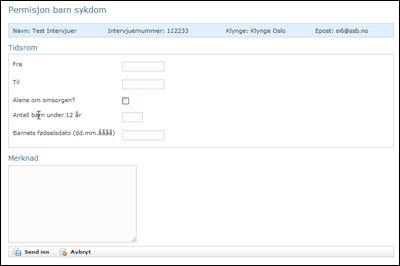 Permisjon barn sykdom
Navn: Test Intervjuer Intervjuernummer: 112233 Klynge: Klynge Oslo Epost: si6@ssb.no
Tidsrom
Fra
Til
Alene om omsorgen?
Antall barn under 12 år
Barnets fødselsdato (dd.mm.åååå)
Merknad
Send inn Avbryt